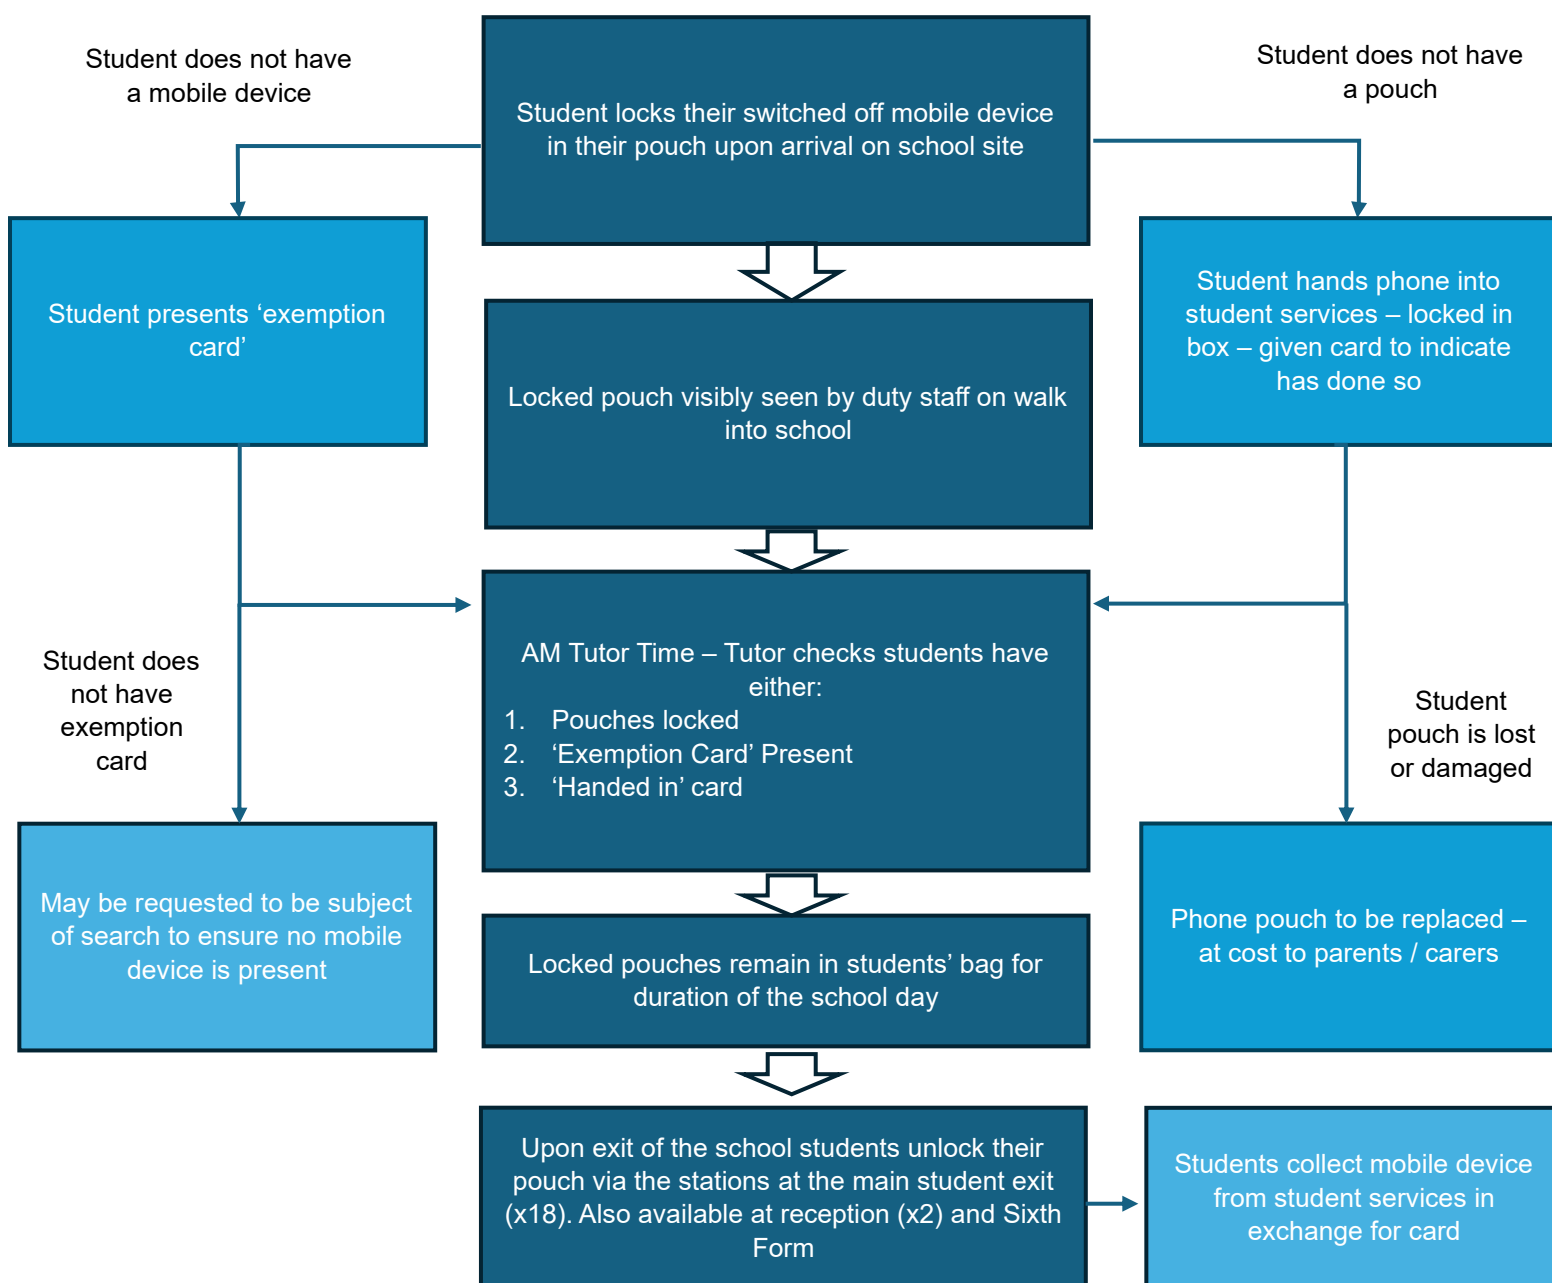 Student does not have
a mobile device
Student locks their switched off mobile device
in their pouch upon arrival on school site
Student does not have
a pouch
Student presents ‘exemption
card’
Locked pouch visibly seen by duty staff on walk
into school
Student hands phone into
student services – locked in
box – given card to indicate
has done so
Student does
not have
exemption
card
AM Tutor Time – Tutor checks students have
either:
1. Pouches locked
2. ‘Exemption Card’ Present
3. ‘Handed in’ card
Student
pouch is lost
or damaged
May be requested to be subject
of search to ensure no mobile
device is present
Locked pouches remain in students’ bag for
duration of the school day
Phone pouch to be replaced –
at cost to parents / carers
Upon exit of the school students unlock their
pouch via the stations at the main student exit
(x18). Also available at reception (x2) and Sixth
Form
Students collect mobile device
from student services in
exchange for card